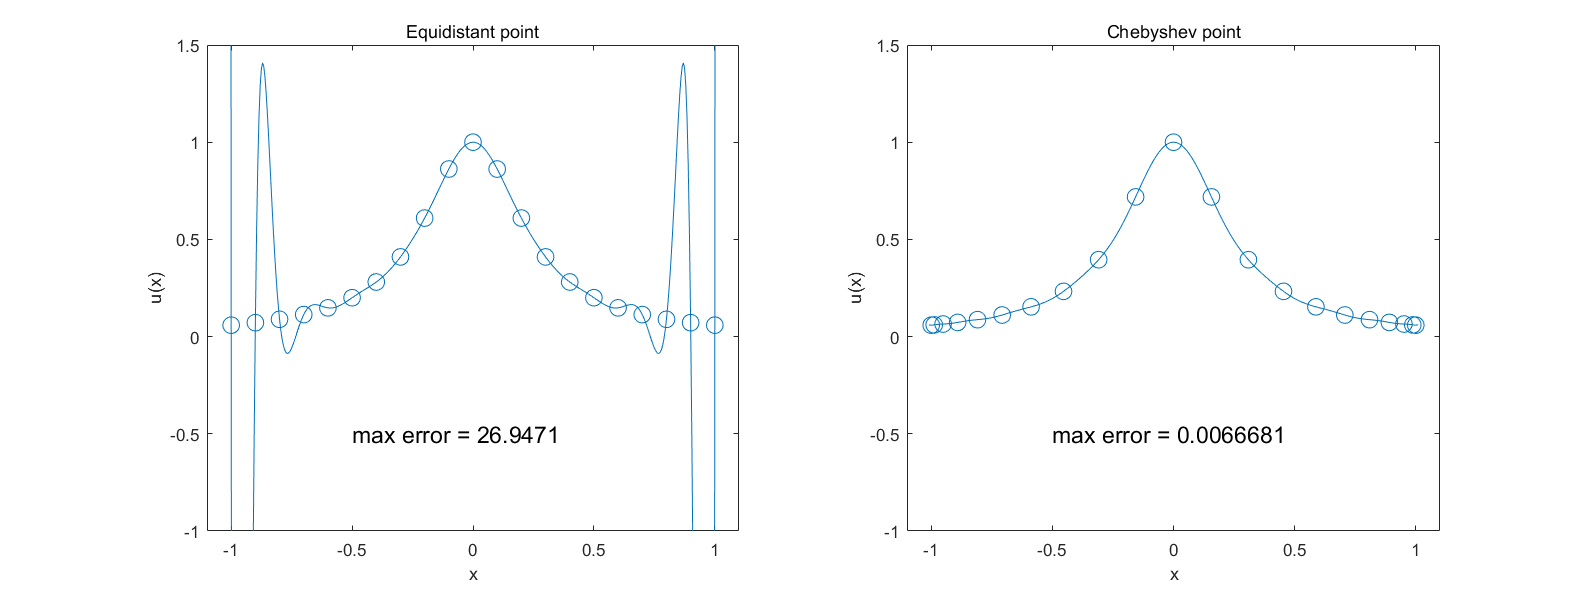 Equidistant point
1.5
1
0.5
0
-0.5
-1
u(x)
max error = 26.9471
-1
-0.5
0
0.5
1
x
Chebyshev point
1.5
1
0.5
0
-0.5
-1
u(x)
max error = 0.0066681
-1
-0.5
0
0.5
1
x